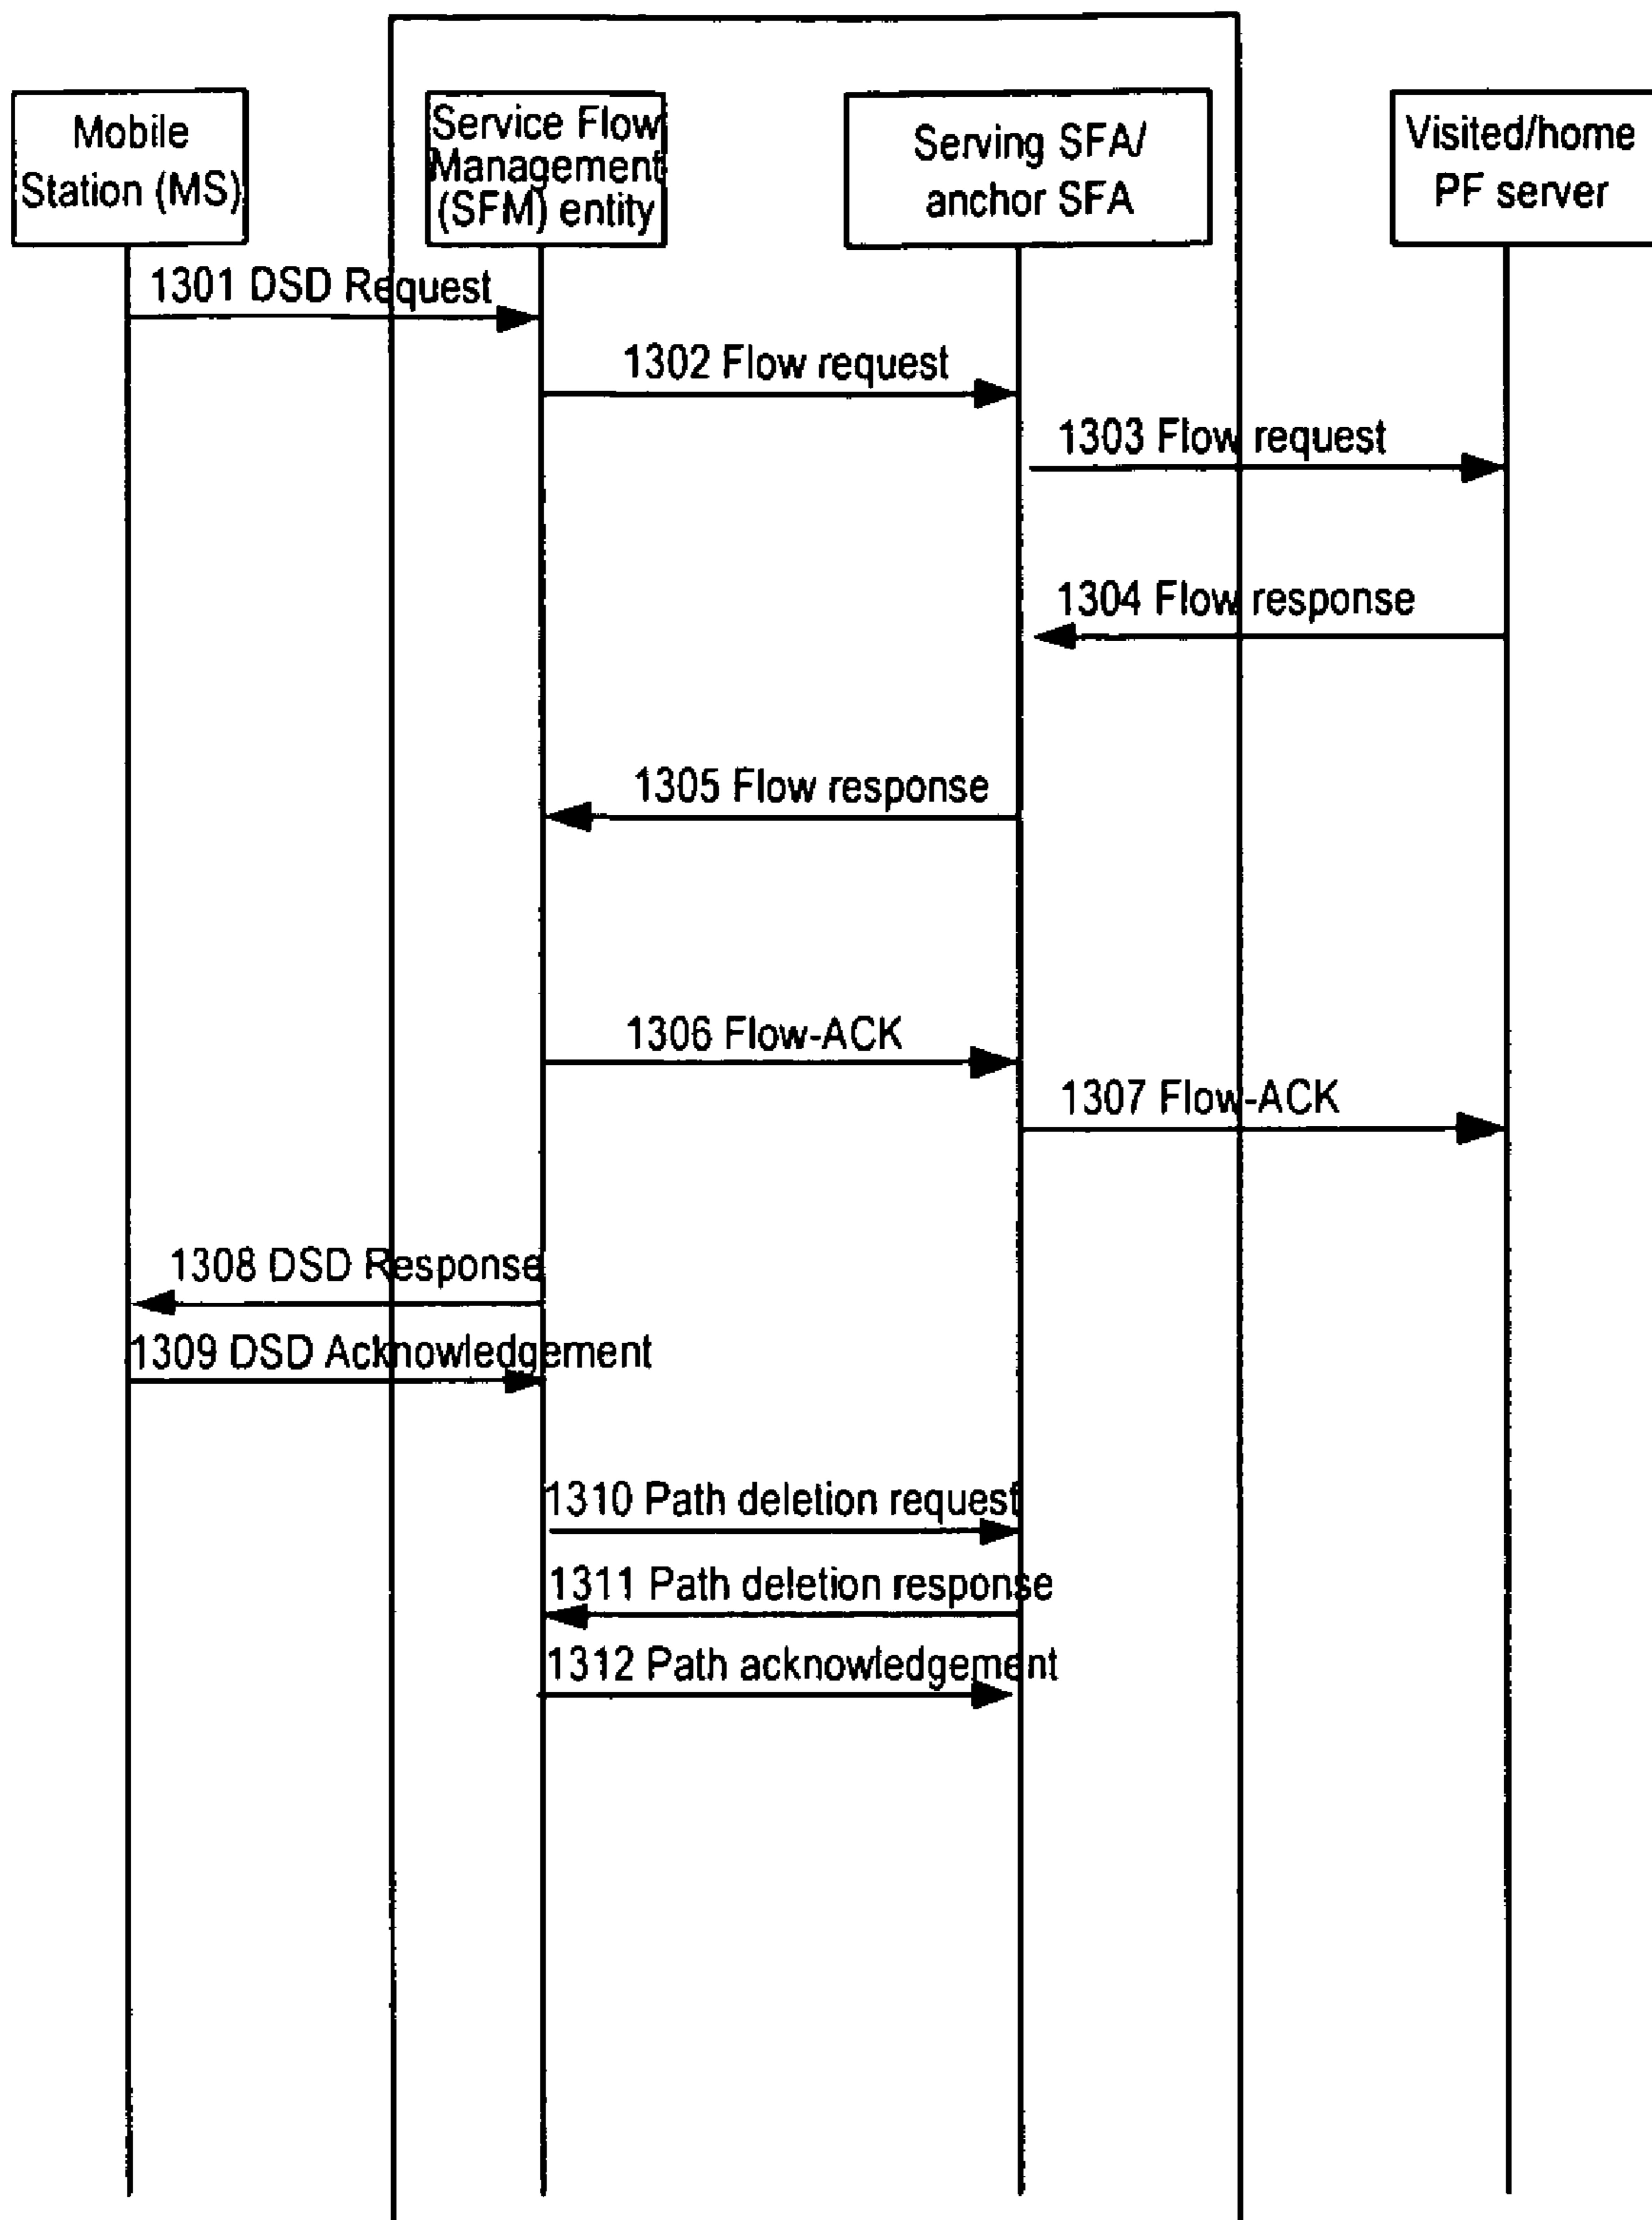 Mobile
Station (MS)
Service Flow
Management
(SFM) entity
Serving SFA/
anchor SFA
Visited/home
PF server
1301 DSD Request
1302 Flow request
1303 Flow request
1304 Flow response
1305 Flow response
1306 Flow-ACK
1307 Flow-ACK
1308 DSD Response
1309 DSD Acknowledgement
1310 Path deletion request
1311 Path deletion response
1312 Path acknowledgement